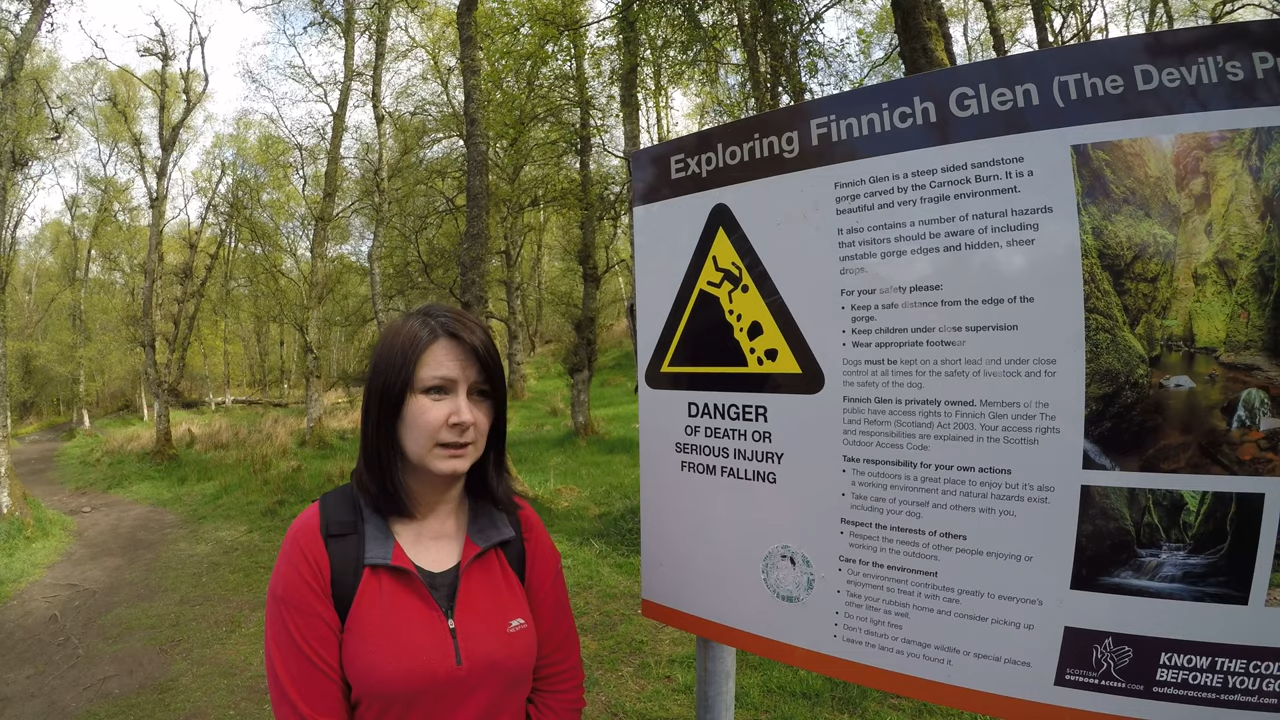 Exploring Finnich Glen (The Devil's P
Finnich Glen is a steep sided sandstone
gorge carved by the Carnock Burn. It is a
beautiful and very fragile environment.
It also contains a number of natural hazards
that visitors should be aware of including
unstable gorge edges and hidden, sheer
drops.
For your safety please:
• Keep a safe distance from the edge of the
gorge.
• Keep children under close supervision
• Wear appropriate footwear
Dogs must be kept on a short lead and under close
control at all times for the safety of livestock and for
the safety of the dog.
Finnich Glen is privately owned. Members of the
public have access rights to Finnich Glen under The
Land Reform (Scotland) Act 2003. Your access rights
and responsibilities are explained in the Scottish
Outdoor Access Code:
Take responsibility for your own actions
• The outdoors is a great place to enjoy but it's also
a working environment and natural hazards exist.
• Take care of yourself and others with you,
including your dog.
Respect the interests of others
• Respect the needs of other people enjoying or
working in the outdoors.
Care for the environment
• Our environment contributes greatly to everyone's
enjoyment so treat it with care.
• Take your rubbish home and consider picking up
other litter as well.
• Do not light fires
• Don't disturb or damage wildlife or special places.
• Leave the land as you found it.
DANGER
OF DEATH OR
SERIOUS INJURY
FROM FALLING
SCOTTISH
OUTDOOR ACCESS CODE
KNOW THE CO
BEFORE YOU GO
outdooraccess-scotland.com
TRESPASS